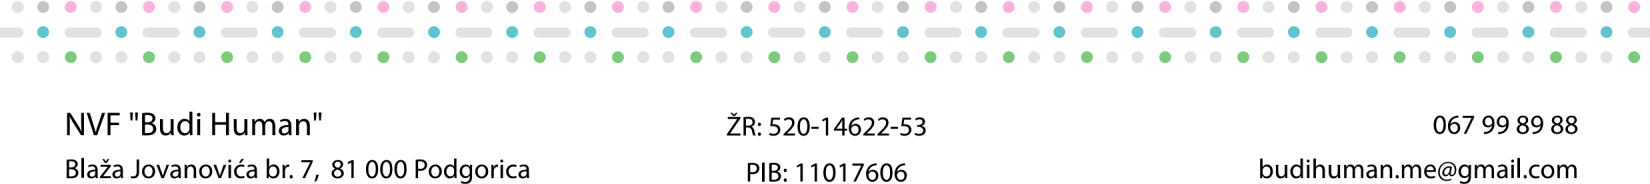 NVF "Budi Human"
Blaža Jovanovića br. 7, 81 000 Podgorica
ŽR: 520-14622-53
PIB: 11017606
067 99 89 88
budihuman.me@gmail.com